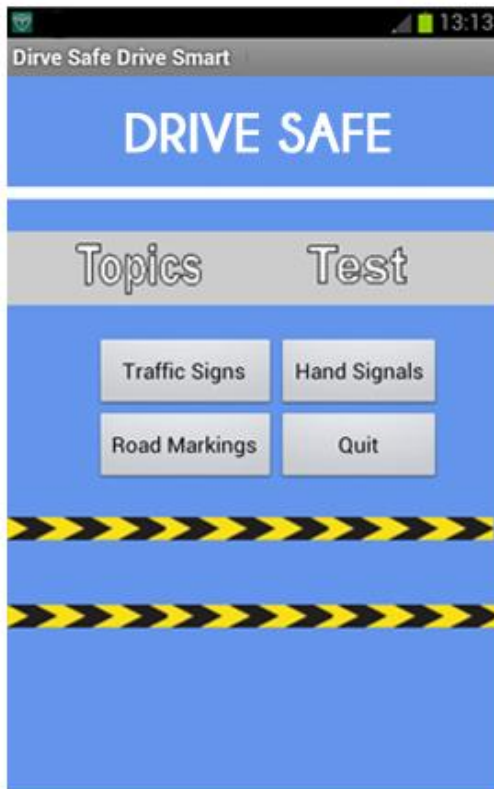 13:13
Dirve Safe Drive Smart
DRIVE SAFE
Topics Test
Traffic Signs Hand Signals
Road Markings Quit